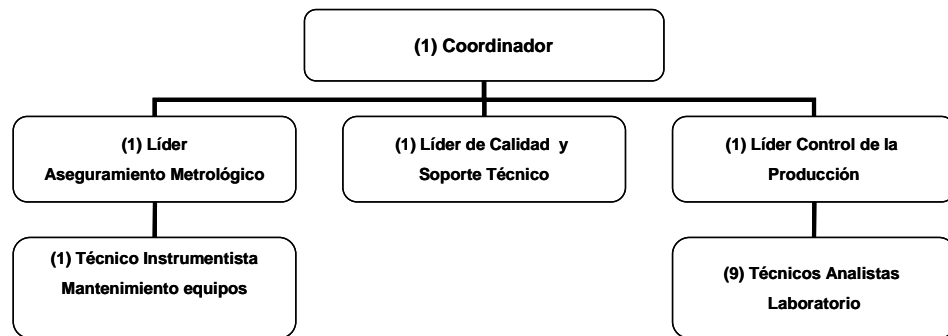 (1) Coordinador
(1) Líder
Aseguramiento Metrológico
(1) Líder de Calidad y
Soporte Técnico
(1) Líder Control de la
Producción
(1) Técnico Instrumentista
Mantenimiento equipos
(9) Técnicos Analistas
Laboratorio